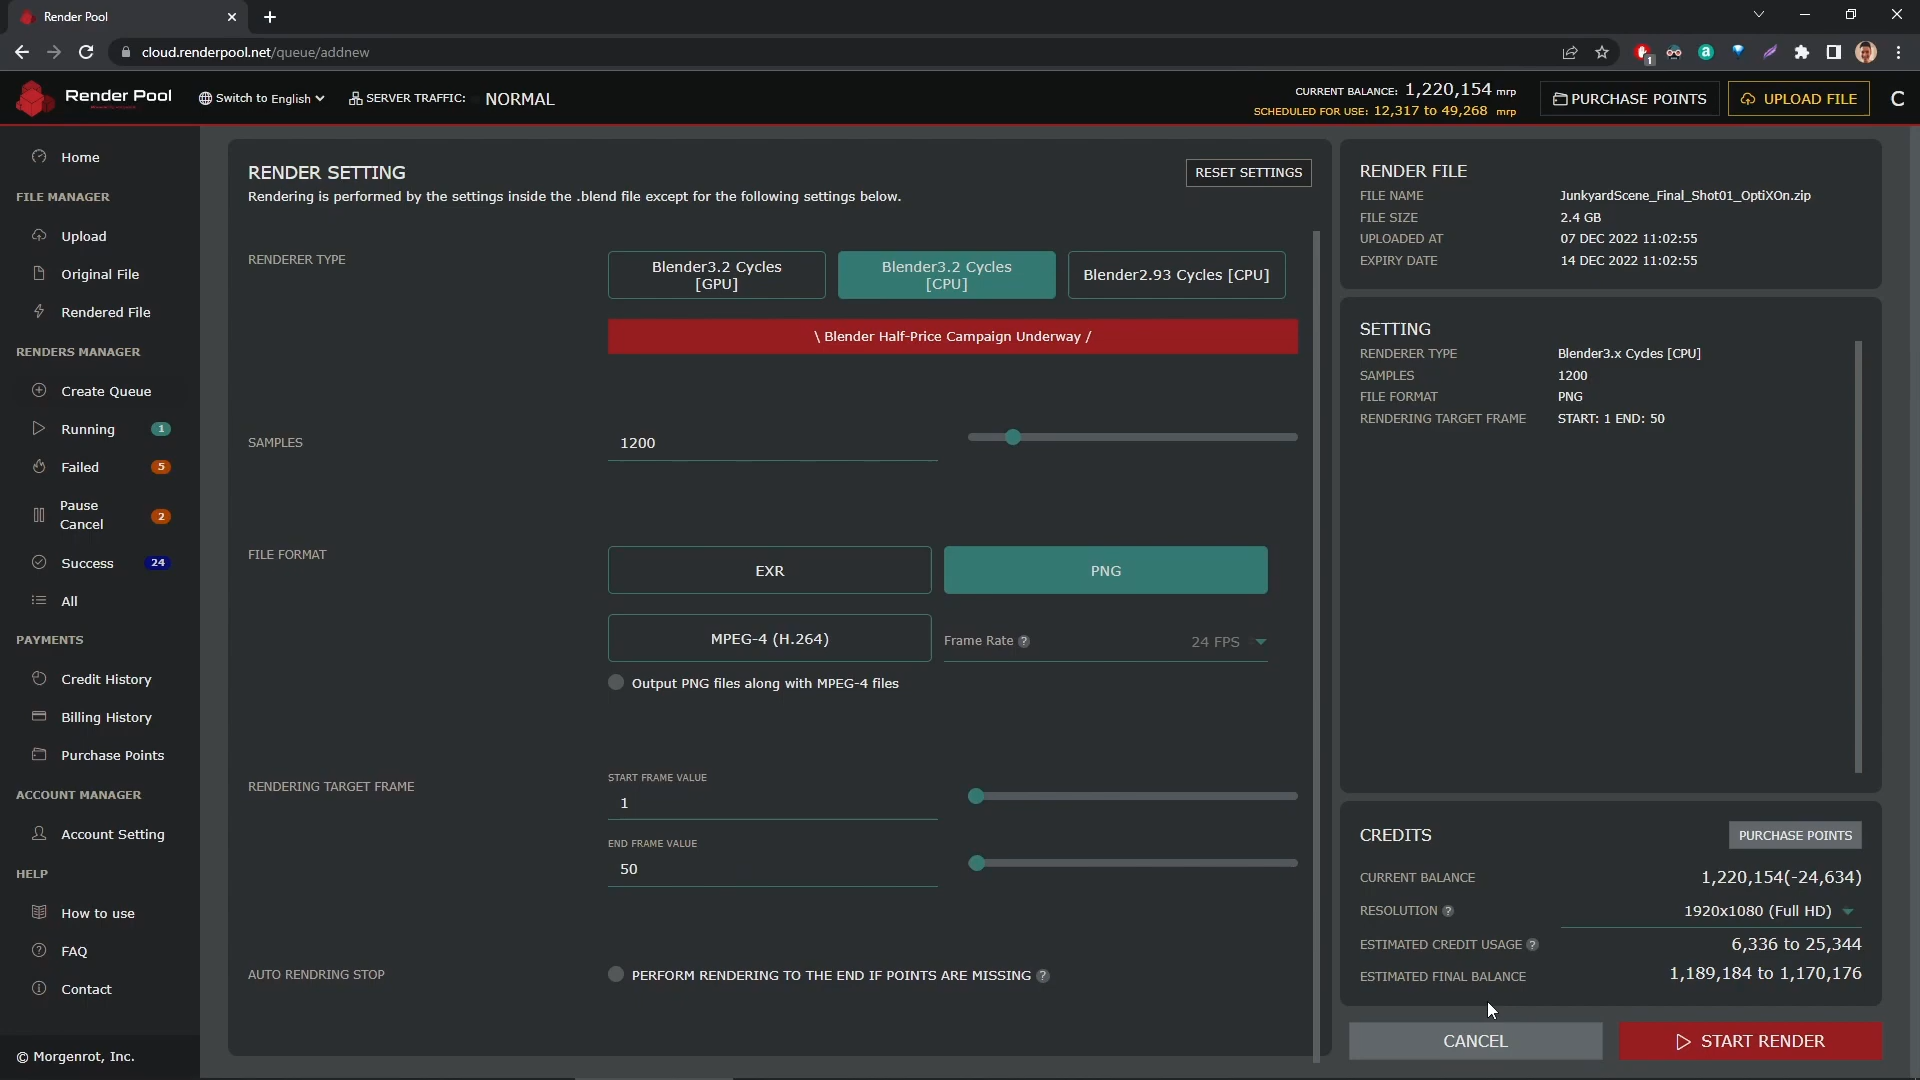 Render Pool
cloud.renderpool.net/queue/addnew
1
Render Pool
Switch to English
SERVER TRAFFIC: NORMAL
CURRENT BALANCE: 1,220,154 mrp
SCHEDULED FOR USE: 12,317 to 49,268 mrp
PURCHASE POINTS
UPLOAD FILE
C
Home
FILE MANAGER
Upload
Original File
Rendered File
RENDERS MANAGER
Create Queue
Running 1
Failed 5
Pause
Cancel
2
Success 24
All
PAYMENTS
Credit History
Billing History
Purchase Points
ACCOUNT MANAGER
Account Setting
HELP
How to use
FAQ
Contact
© Morgenrot, Inc.
RENDER SETTING
RESET SETTINGS
Rendering is performed by the settings inside the .blend file except for the following settings below.
RENDERER TYPE
Blender3.2 Cycles
[GPU]
Blender3.2 Cycles
[CPU]
Blender2.93 Cycles [CPU]
\ Blender Half-Price Campaign Underway /
SAMPLES
1200
FILE FORMAT
EXR
PNG
MPEG-4 (H.264)
Frame Rate ?
24 FPS
Output PNG files along with MPEG-4 files
RENDERING TARGET FRAME
START FRAME VALUE
1
END FRAME VALUE
50
AUTO RENDRING STOP
PERFORM RENDERING TO THE END IF POINTS ARE MISSING ?
RENDER FILE
FILE NAME JunkyardScene_Final_Shot01_OptiXOn.zip
FILE SIZE 2.4 GB
UPLOADED AT 07 DEC 2022 11:02:55
EXPIRY DATE 14 DEC 2022 11:02:55
SETTING
RENDERER TYPE Blender3.x Cycles [CPU]
SAMPLES 1200
FILE FORMAT PNG
RENDERING TARGET FRAME START: 1 END: 50
CREDITS
PURCHASE POINTS
CURRENT BALANCE 1,220,154(-24,634)
RESOLUTION ? 1920x1080 (Full HD)
ESTIMATED CREDIT USAGE ? 6,336 to 25,344
ESTIMATED FINAL BALANCE 1,189,184 to 1,170,176
CANCEL
START RENDER